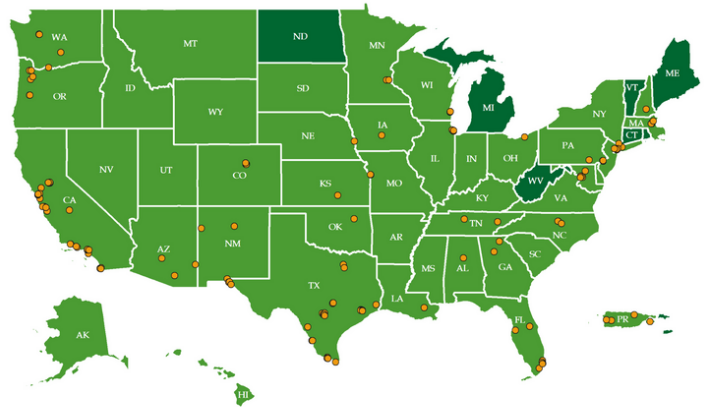 WA
MT
ND
MN
ME
VT
OR
ID
SD
WI
MI
NY
MA
CT
WY
NE
IA
PA
NV
UT
CO
IL
IN
OH
CA
KS
MO
WV
VA
KY
AZ
NM
OK
AR
TN
NC
SC
TX
LA
MS
AL
GA
FL
PR
AK
HI